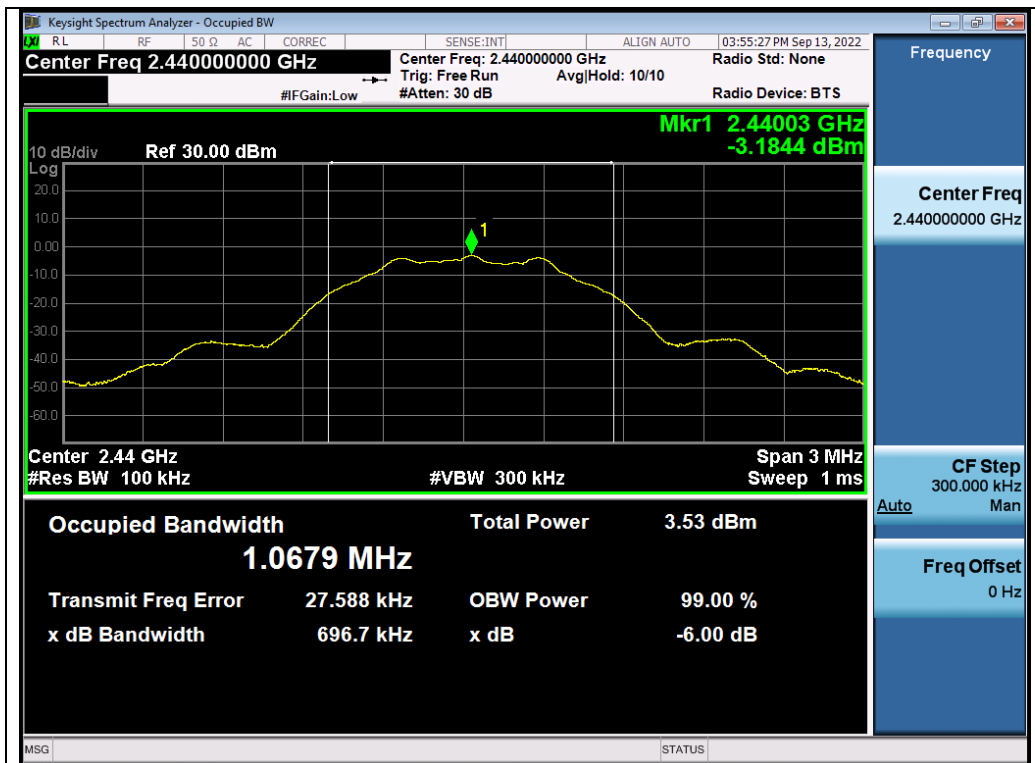 Keysight Spectrum Analyzer - Occupied BW
LXI RL RF 50 Ω AC CORREC SENSE:INT ALIGN AUTO 03:55:27 PM Sep 13, 2022
Center Freq 2.440000000 GHz
Center Freq: 2.440000000 GHz Radio Std: None
Trig: Free Run Avg|Hold: 10/10
#IFGain:Low #Atten: 30 dB Radio Device: BTS
Mkr1 2.44003 GHz
-3.1844 dBm
10 dB/div Ref 30.00 dBm
Log
20.0
10.0
0.00
-10.0
-20.0
-30.0
-40.0
-50.0
-60.0
1
Center 2.44 GHz Span 3 MHz
#Res BW 100 kHz #VBW 300 kHz Sweep 1 ms
Occupied Bandwidth Total Power 3.53 dBm
1.0679 MHz
Transmit Freq Error 27.588 kHz OBW Power 99.00 %
x dB Bandwidth 696.7 kHz x dB -6.00 dB
Frequency
Center Freq
2.440000000 GHz
CF Step
300.000 kHz
Auto Man
Freq Offset
0 Hz
MSG STATUS